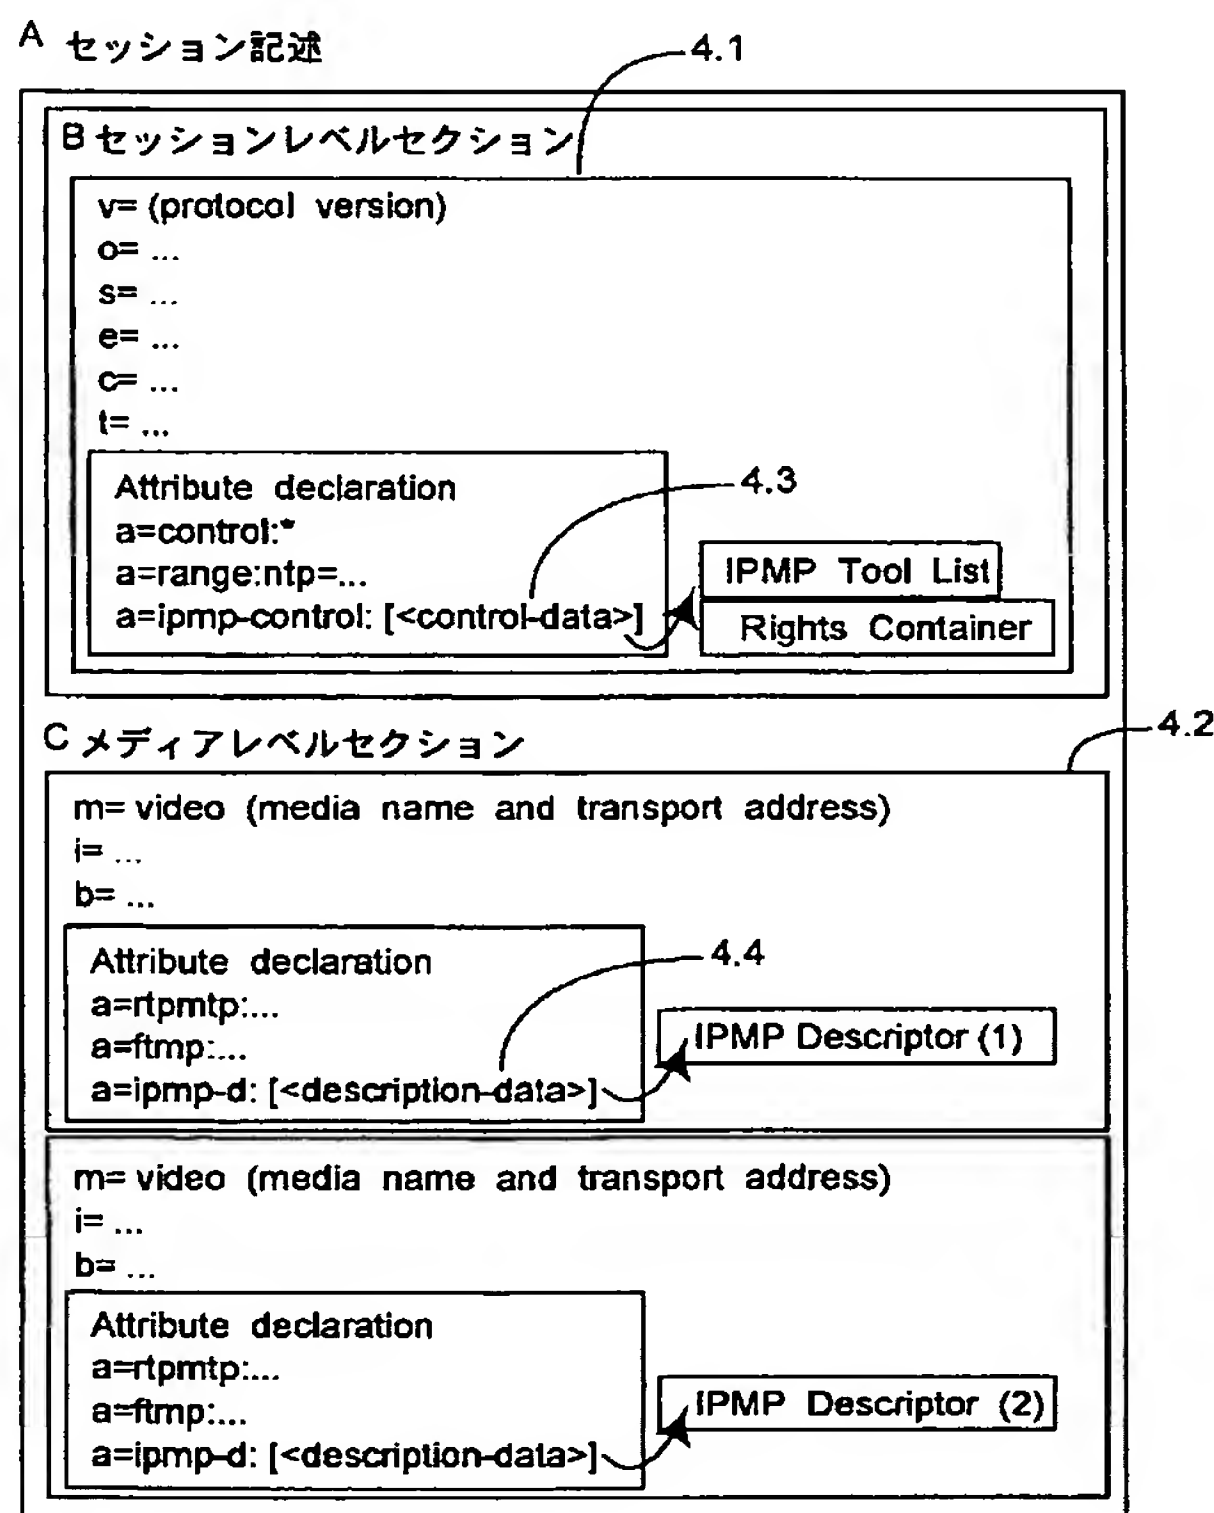 A セッション記述
4.1
B セッションレベルセクション
v= (protocol version)
o= ...
s= ...
e= ...
c= ...
t= ...
Attribute declaration
4.3
a=control:*
a=range:ntp=...
IPMP Tool List
a=ipmp-control: [<control-data>]
Rights Container
C メディアレベルセクション
4.2
m= video (media name and transport address)
i= ...
b= ...
Attribute declaration
4.4
a=rtpmtp:...
a=ftmp:...
IPMP Descriptor (1)
a=ipmp-d: [<description-data>]
m= video (media name and transport address)
i= ...
b= ...
Attribute declaration
a=rtpmtp:...
a=ftmp:...
IPMP Descriptor (2)
a=ipmp-d: [<description-data>]